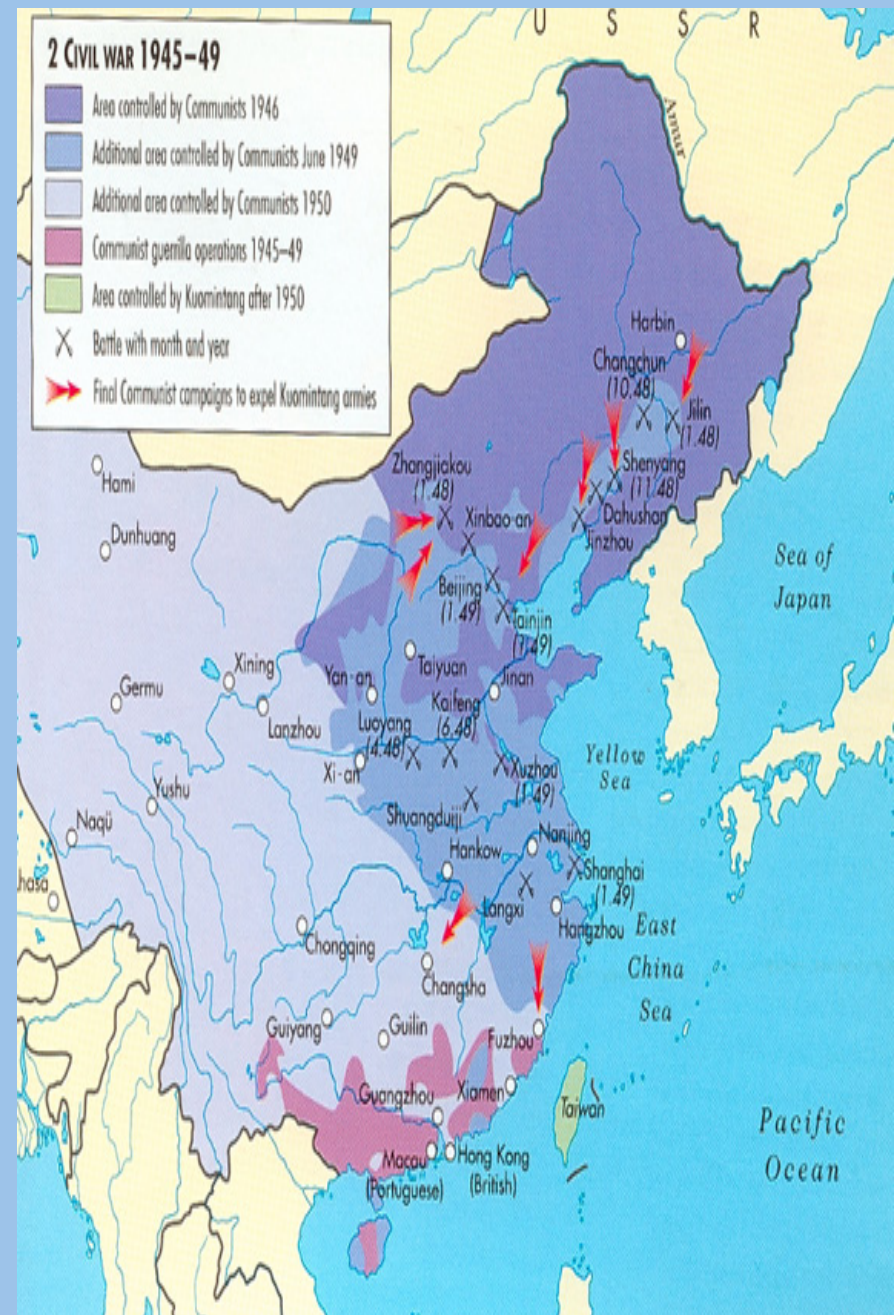 2 CIVIL WAR 1945–49
Area controlled by Communists 1946
Additional area controlled by Communists June 1949
Additional area controlled by Communists 1950
Communist guerrilla operations 1945–49
Area controlled by Kuomintang after 1950
Battle with month and year
Final Communist campaigns to expel Kuomintang armies
U S S R
Amur
Harbin
Changchun
(10.48)
Jilin
(1.48)
Zhangjiakou
(1.48)
Shenyang
(11.48)
Hami
Xinbao-an
Dahushan
Jinzhou
Dunhuang
Beijing
(1.49)
Tainjin
(1.49)
Sea of
Japan
Taiyuan
Xining
Yan-an
Jinan
Germu
Lanzhou
Luoyang
(4.48)
Kaifeng
(6.48)
Yellow
Sea
Xi-an
Xuzhou
(1.49)
Yushu
Shuangduiji
Naqü
Nanjing
Hankow
Shanghai
(1.49)
hasa
Langxi
Hangzhou
East
China
Sea
Chongqing
Changsha
Guiyang
Guilin
Fuzhou
Guangzhou
Xiamen
Taiwan
Pacific
Ocean
Macau
(Portuguese)
Hong Kong
(British)